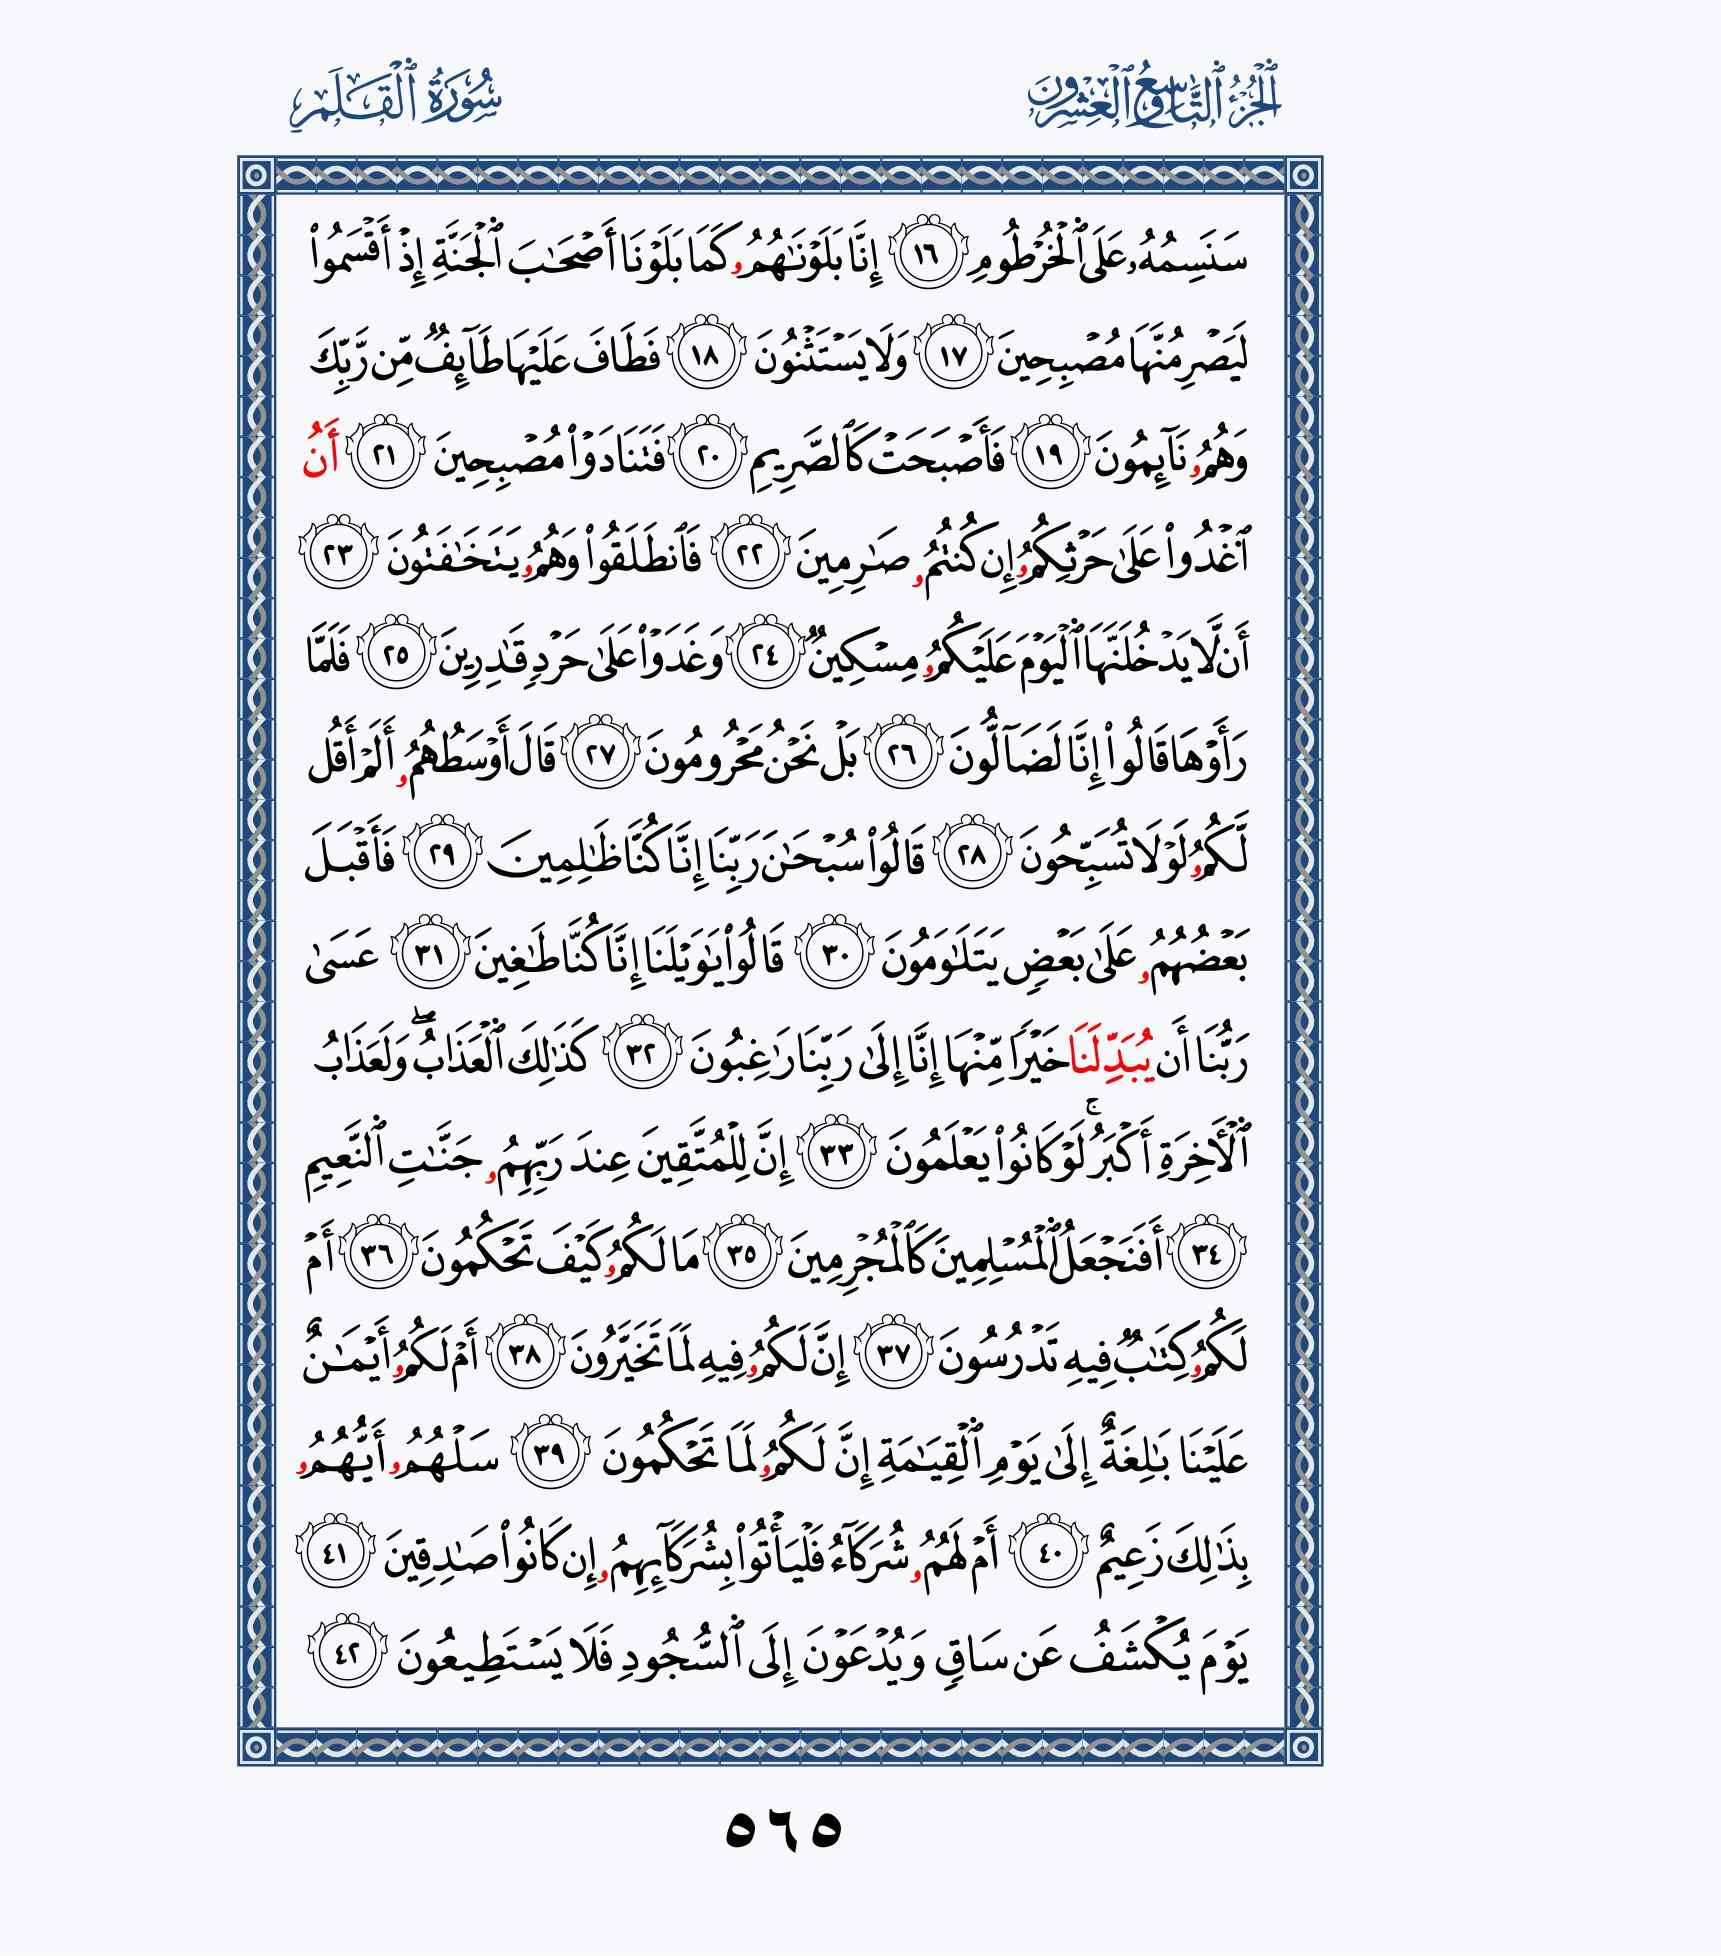 ٱلْجُزْءُ ٱلتَّاسِعُ وَٱلْعِشْرُونَ
سُورَةُ ٱلْقَلَمِ
سَنَسِمُهُۥ عَلَى ٱلْخُرْطُومِ ١٦ إِنَّا بَلَوْنَٰهُمُۥ كَمَا بَلَوْنَا أَصْحَٰبَ ٱلْجَنَّةِ إِذْ أَقْسَمُوا۟
لَيَصْرِمُنَّهَا مُصْبِحِينَ ١٧ وَلَا يَسْتَثْنُونَ ١٨ فَطَافَ عَلَيْهَا طَآئِفٌ مِّن رَّبِّكَ
وَهُمُۥ نَآئِمُونَ ١٩ فَأَصْبَحَتْ كَٱلصَّرِيمِ ٢٠ فَتَنَادَوْا۟ مُصْبِحِينَ ٢١ أَنُ
ٱغْدُوا۟ عَلَىٰ حَرْثِكُمُۥ إِن كُنتُمُۥ صَٰرِمِينَ ٢٢ فَٱنطَلَقُوا۟ وَهُمُۥ يَتَخَٰفَتُونَ ٢٣
أَن لَّا يَدْخُلَنَّهَا ٱلْيَوْمَ عَلَيْكُمُۥ مِسْكِينٌ ٢٤ وَغَدَوْا۟ عَلَىٰ حَرْدٍ قَٰدِرِينَ ٢٥ فَلَمَّا
رَأَوْهَا قَالُوا۟ إِنَّا لَضَآلُّونَ ٢٦ بَلْ نَحْنُ مَحْرُومُونَ ٢٧ قَالَ أَوْسَطُهُمُۥ أَلَمْ أَقُل
لَّكُمُۥ لَوْلَا تُسَبِّحُونَ ٢٨ قَالُوا۟ سُبْحَٰنَ رَبِّنَا إِنَّا كُنَّا ظَٰلِمِينَ ٢٩ فَأَقْبَلَ
بَعْضُهُمُۥ عَلَىٰ بَعْضٍ يَتَلَٰوَمُونَ ٣٠ قَالُوا۟ يَٰوَيْلَنَا إِنَّا كُنَّا طَٰغِينَ ٣١ عَسَىٰ
رَبُّنَا أَن يُبَدِّلَنَا خَيْرًا مِّنْهَا إِنَّا إِلَىٰ رَبِّنَا رَٰغِبُونَ ٣٢ كَذَٰلِكَ ٱلْعَذَابُۖ وَلَعَذَابُ
ٱلْأَخِرَةِ أَكْبَرُۚ لَوْ كَانُوا۟ يَعْلَمُونَ ٣٣ إِنَّ لِلْمُتَّقِينَ عِندَ رَبِّهِمُۥ جَنَّٰتِ ٱلنَّعِيمِ
٣٤ أَفَنَجْعَلُ ٱلْمُسْلِمِينَ كَٱلْمُجْرِمِينَ ٣٥ مَا لَكُمُۥ كَيْفَ تَحْكُمُونَ ٣٦ أَمْ
لَكُمُۥ كِتَٰبٌ فِيهِ تَدْرُسُونَ ٣٧ إِنَّ لَكُمُۥ فِيهِ لَمَا تَخَيَّرُونَ ٣٨ أَمْ لَكُمُۥ أَيْمَٰنٌ
عَلَيْنَا بَٰلِغَةٌ إِلَىٰ يَوْمِ ٱلْقِيَٰمَةِ إِنَّ لَكُمُۥ لَمَا تَحْكُمُونَ ٣٩ سَلْهُمُۥ أَيُّهُمُۥ
بِذَٰلِكَ زَعِيمٌ ٤٠ أَمْ لَهُمُۥ شُرَكَآءُ فَلْيَأْتُوا۟ بِشُرَكَآئِهِمُۥ إِن كَانُوا۟ صَٰدِقِينَ ٤١
يَوْمَ يُكْشَفُ عَن سَاقٍ وَيُدْعَوْنَ إِلَى ٱلسُّجُودِ فَلَا يَسْتَطِيعُونَ ٤٢
٥٦٥